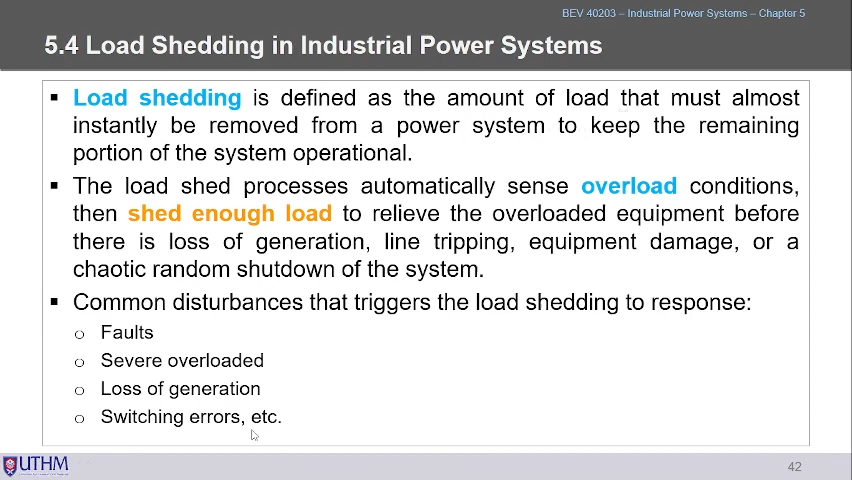 BEV 40203 – Industrial Power Systems – Chapter 5
5.4 Load Shedding in Industrial Power Systems
▪ Load shedding is defined as the amount of load that must almost
instantly be removed from a power system to keep the remaining
portion of the system operational.
▪ The load shed processes automatically sense overload conditions,
then shed enough load to relieve the overloaded equipment before
there is loss of generation, line tripping, equipment damage, or a
chaotic random shutdown of the system.
▪ Common disturbances that triggers the load shedding to response:
o Faults
o Severe overloaded
o Loss of generation
o Switching errors, etc.
UTHM
42